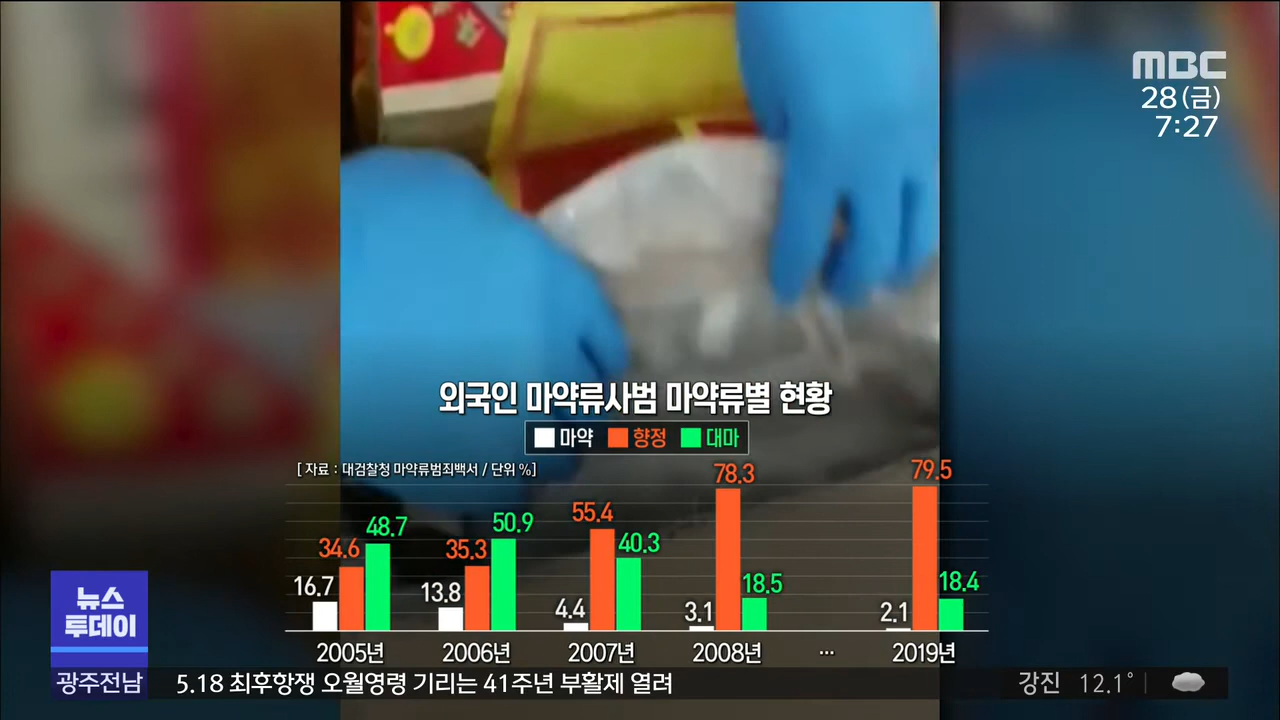 MBC
28(금)
7:27
외국인 마약류사범 마약류별 현황
마약 향정 대마
[ 자료 : 대검찰청 마약류범죄백서 / 단위 %]
16.7 34.6 48.7
13.8 35.3 50.9
4.4 55.4 40.3
3.1 78.3 18.5
2.1 79.5 18.4
2005년 2006년 2007년 2008년 ... 2019년
뉴스
투데이
광주전남 5.18 최후항쟁 오월영령 기리는 41주년 부활제 열려 강진 12.1°